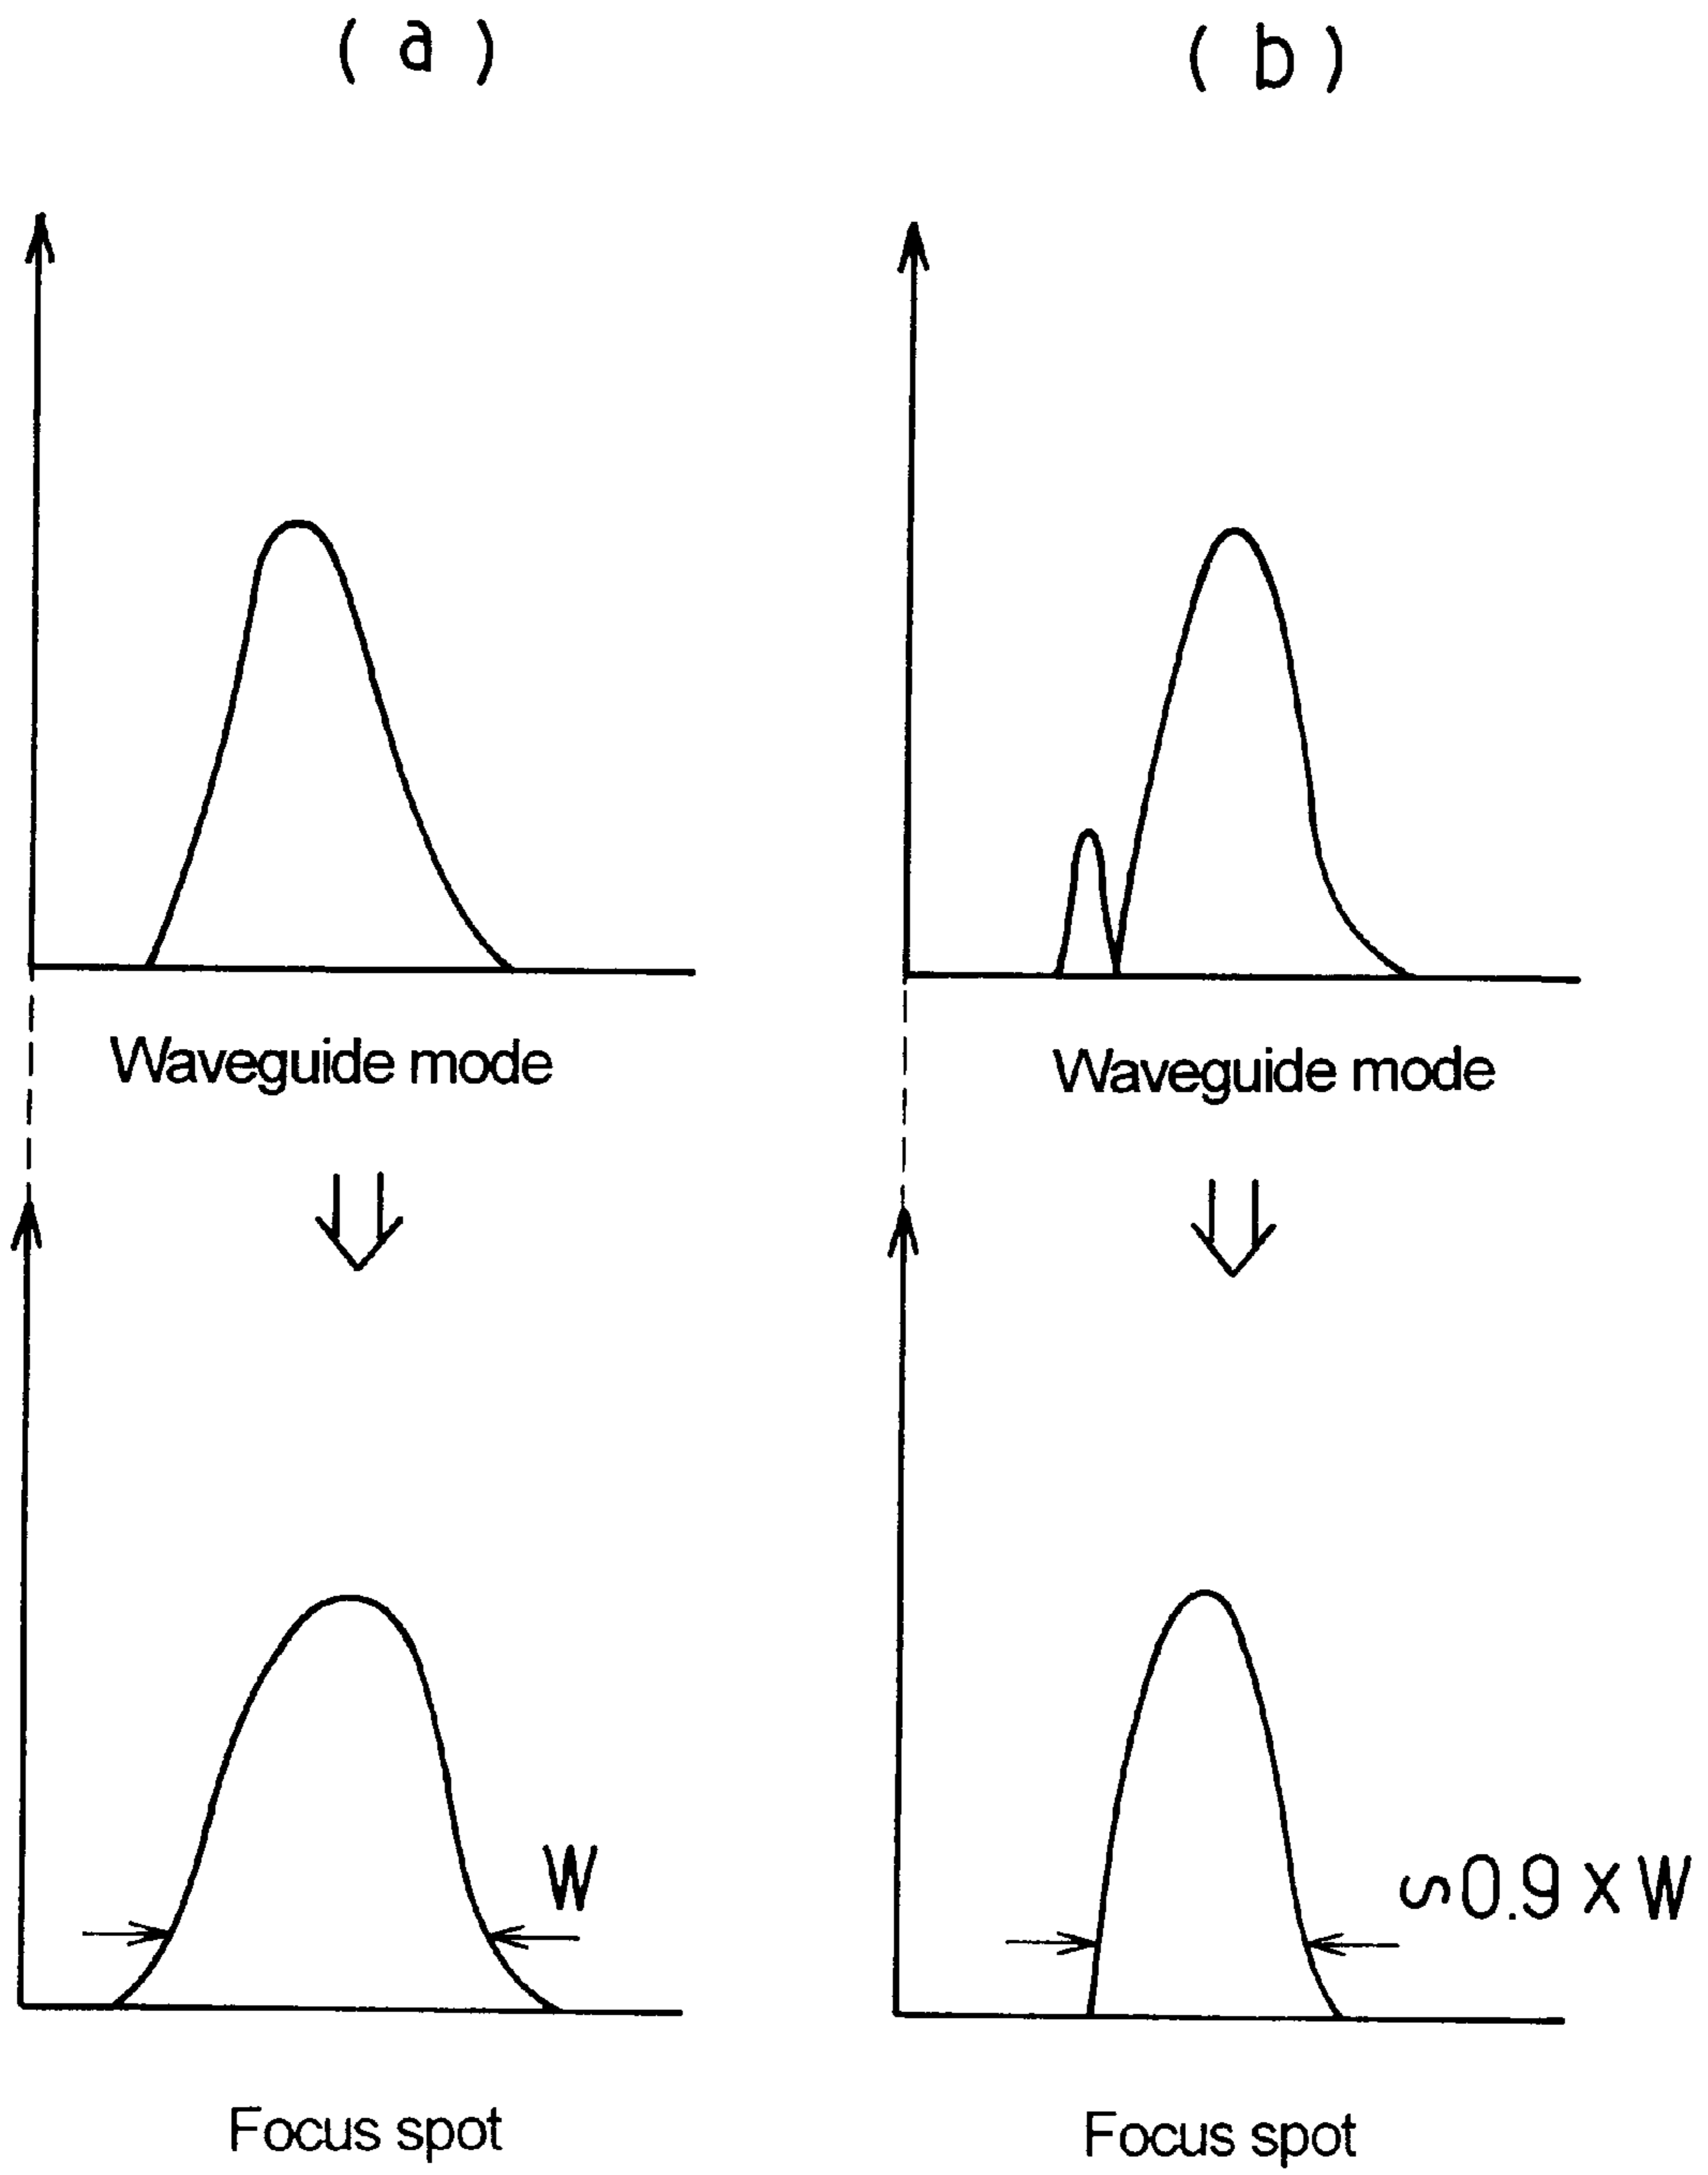 ( a )
( b )
Waveguide mode
Waveguide mode
W
∽0.9 X W
Focus spot
Focus spot